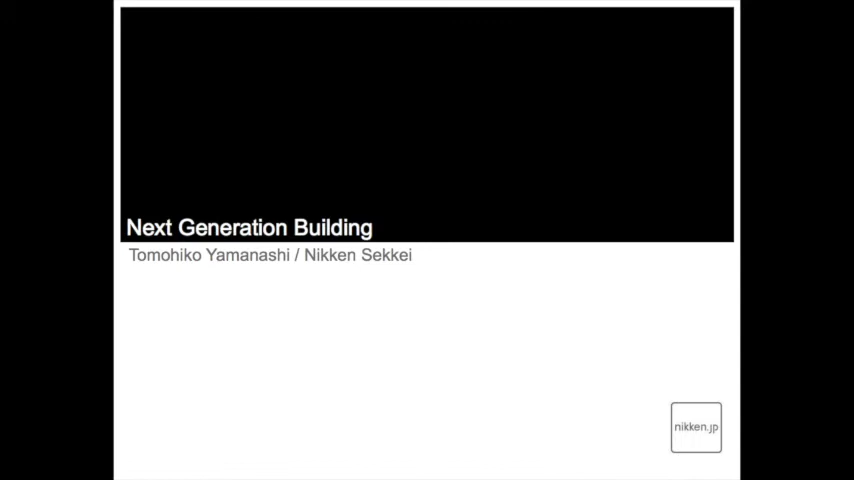 Next Generation Building
Tomohiko Yamanashi / Nikken Sekkei
nikken.jp